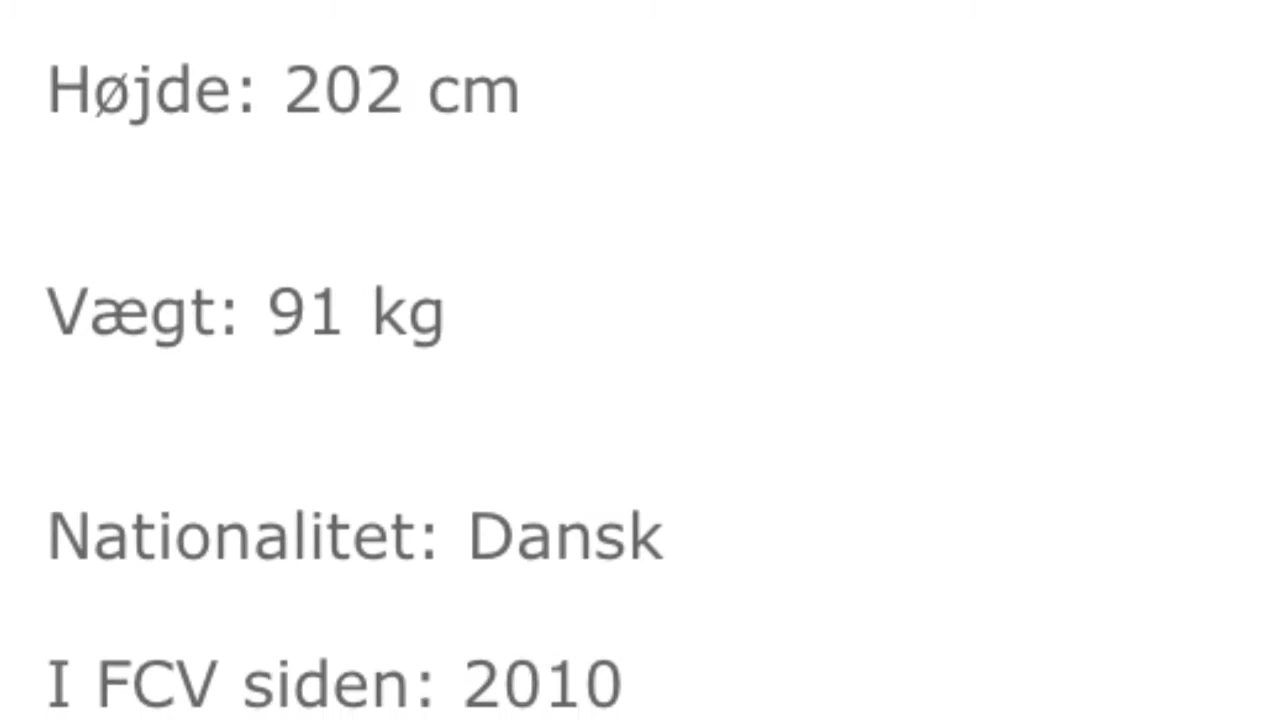 Højde: 202 cm
Vægt: 91 kg
Nationalitet: Dansk
I FCV siden: 2010